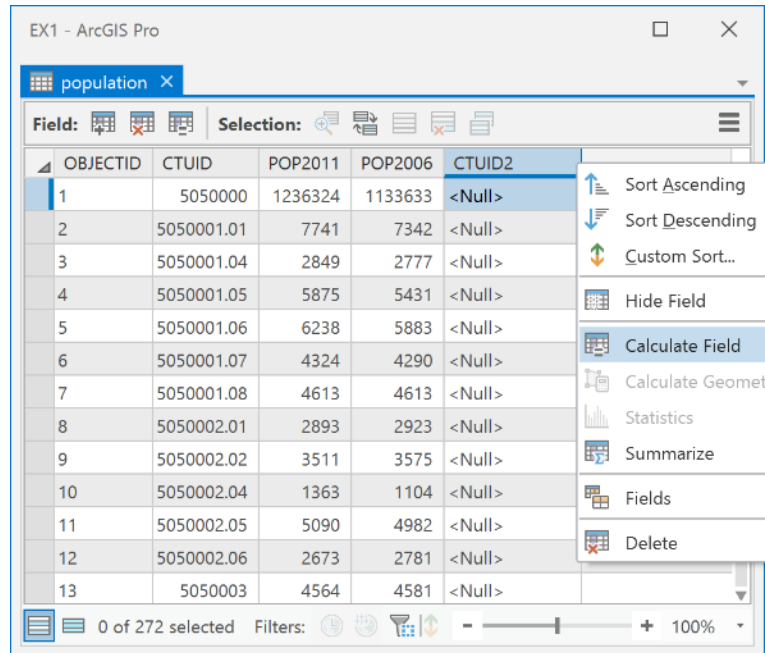 EX1 - ArcGIS Pro
population
Field: Selection:
OBJECTID CTUID POP2011 POP2006 CTUID2
1 5050000 1236324 1133633 <Null>
2 5050001.01 7741 7342 <Null>
3 5050001.04 2849 2777 <Null>
4 5050001.05 5875 5431 <Null>
5 5050001.06 6238 5883 <Null>
6 5050001.07 4324 4290 <Null>
7 5050001.08 4613 4613 <Null>
8 5050002.01 2893 2923 <Null>
9 5050002.02 3511 3575 <Null>
10 5050002.04 1363 1104 <Null>
11 5050002.05 5090 4982 <Null>
12 5050002.06 2673 2781 <Null>
13 5050003 4564 4581 <Null>
Sort Ascending
Sort Descending
Custom Sort...
Hide Field
Calculate Field
Calculate Geomet
Statistics
Summarize
Fields
Delete
0 of 272 selected Filters: - + 100%